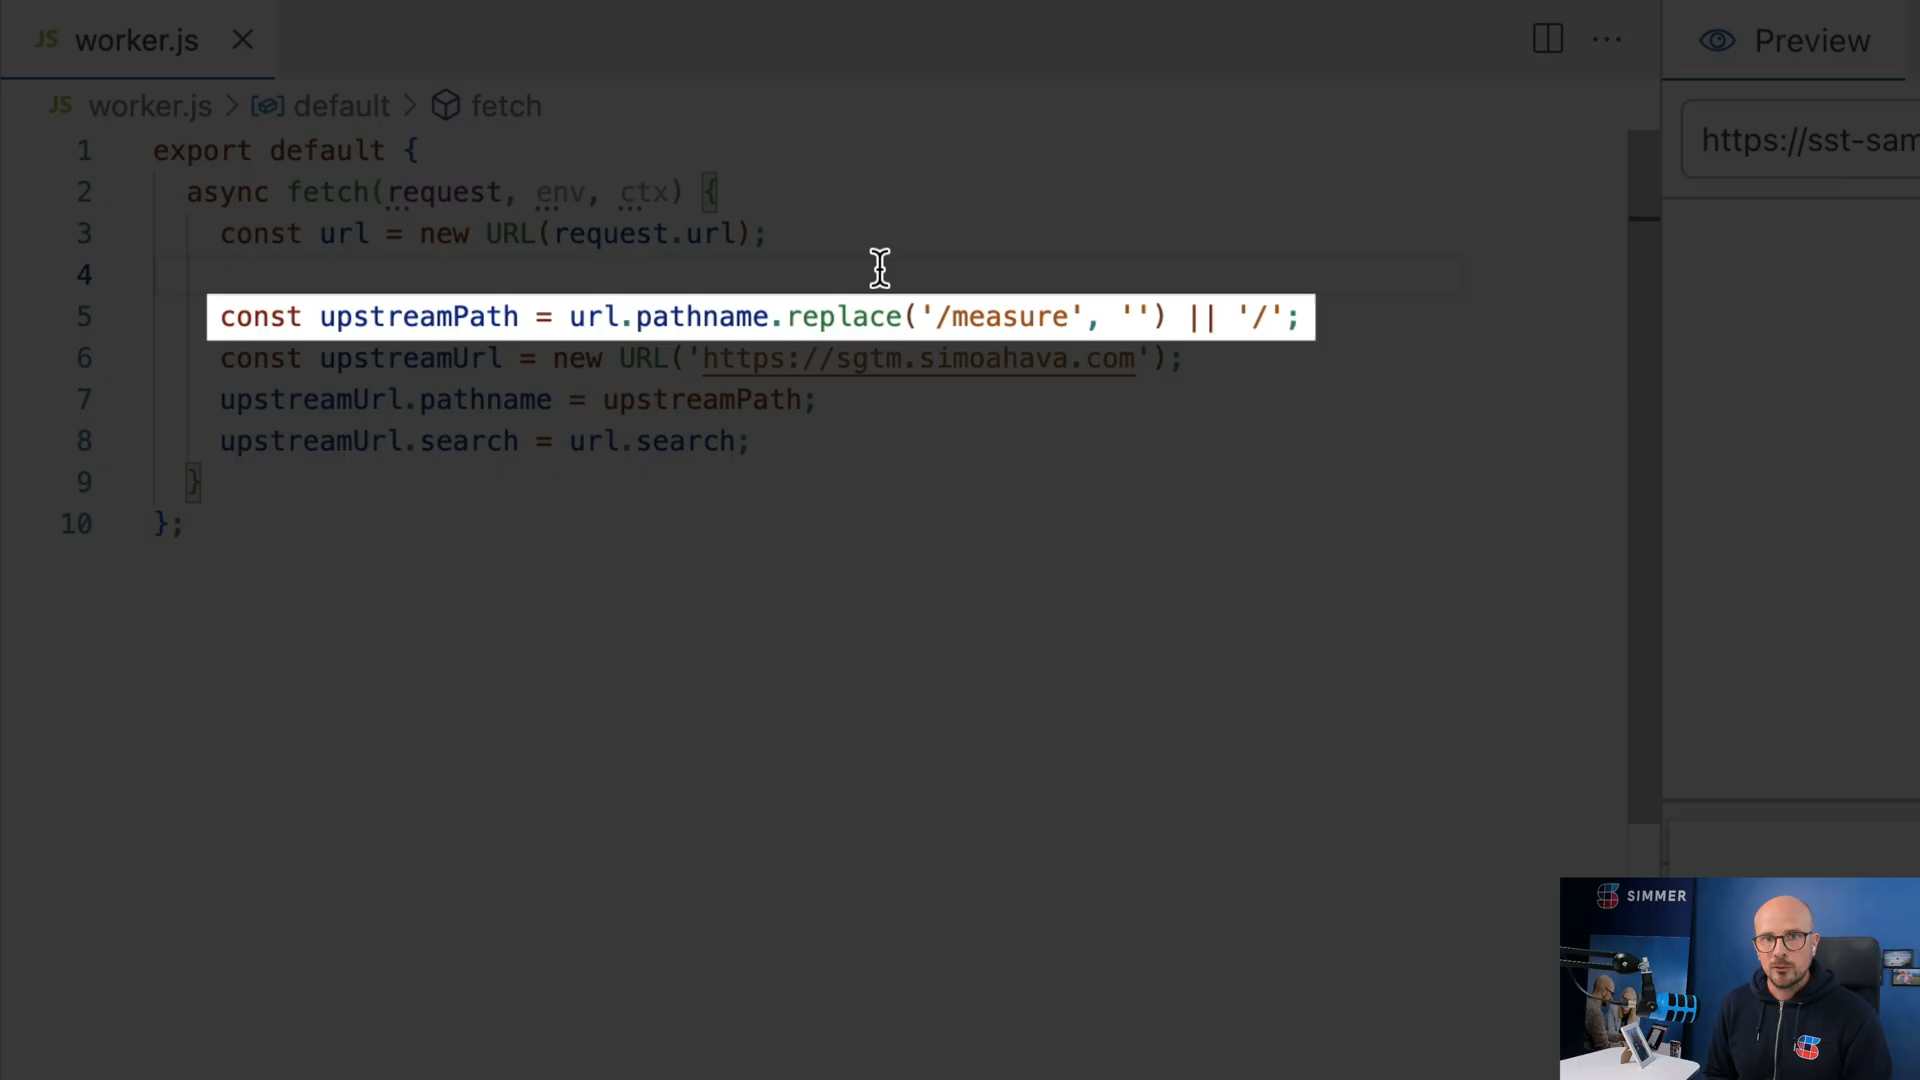 JS worker.js
Preview
JS worker.js > default > fetch
https://sst-sam
1 export default {
2 async fetch(request, env, ctx) {
3 const url = new URL(request.url);
4
5 const upstreamPath = url.pathname.replace('/measure', '') || '/';
6 const upstreamUrl = new URL('https://sgtm.simoahava.com');
7 upstreamUrl.pathname = upstreamPath;
8 upstreamUrl.search = url.search;
9 }
10 };
SIMMER